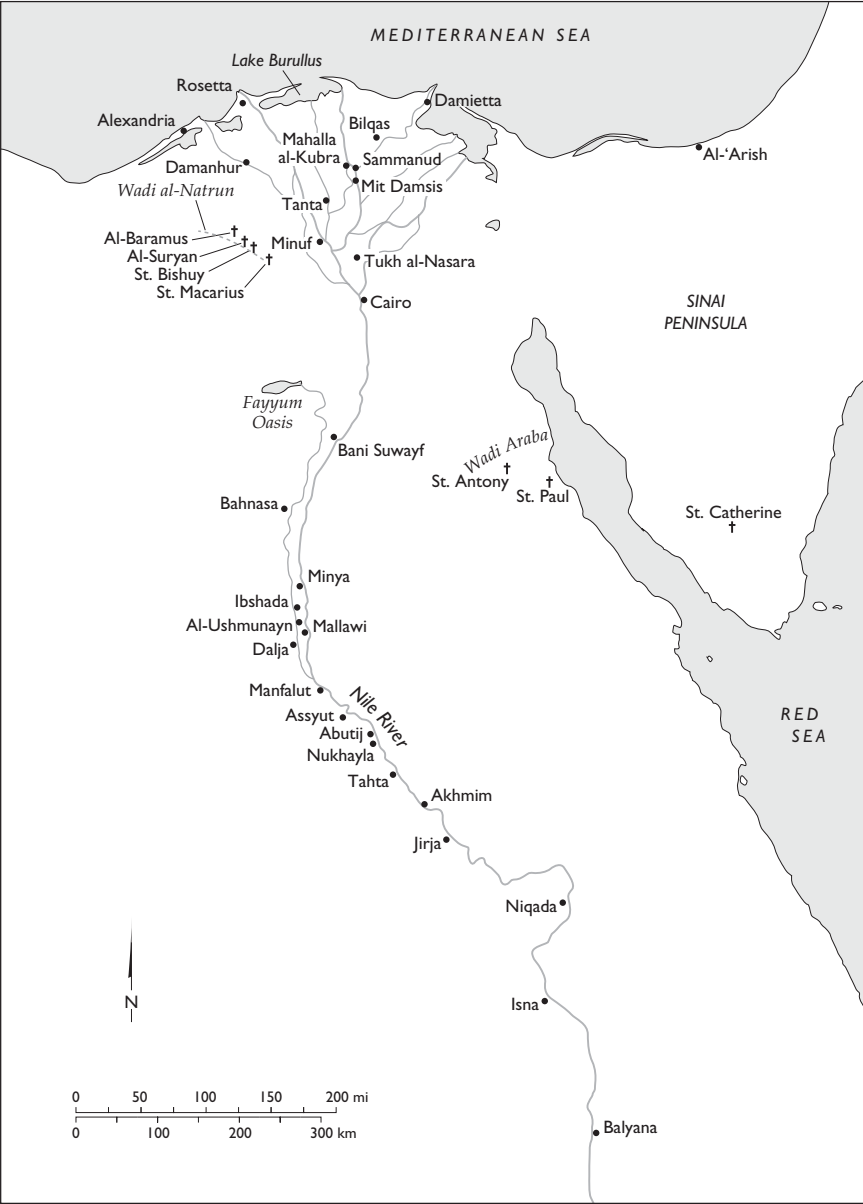 MEDITERRANEAN SEA
Lake Burullus
Rosetta
Damietta
Alexandria
Bilqas
Mahalla
al-Kubra
Sammanud
Al-‘Arish
Damanhur
Mit Damsis
Wadi al-Natrun
Tanta
Al-Baramus
Minuf
Al-Suryan
Tukh al-Nasara
St. Bishuy
St. Macarius
Cairo
SINAI
PENINSULA
Fayyum
Oasis
Bani Suwayf
Wadi Araba
St. Antony
St. Paul
Bahnasa
St. Catherine
Minya
Ibshada
Al-Ushmunayn
Mallawi
Dalja
Manfalut
Nile River
Assyut
Abutij
Nukhayla
RED
SEA
Tahta
Akhmim
Jirja
Niqada
N
Isna
0 50 100 150 200 mi
0 100 200 300 km
Balyana